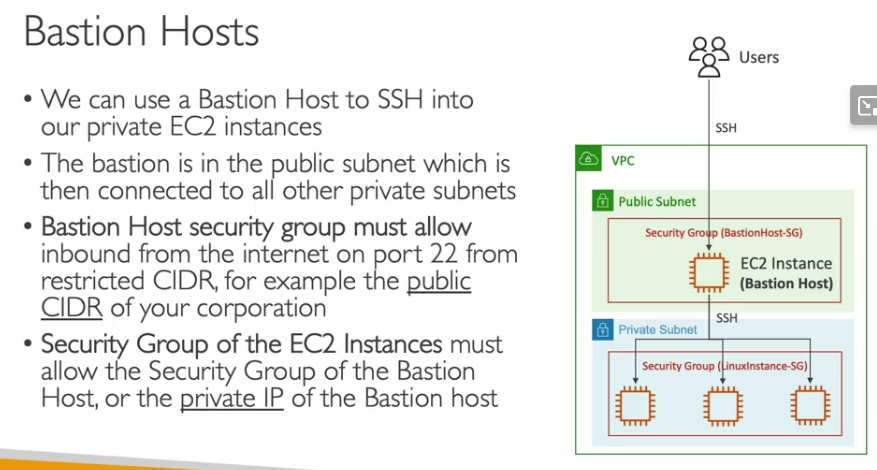 Bastion Hosts
• We can use a Bastion Host to SSH into
our private EC2 instances
• The bastion is in the public subnet which is
then connected to all other private subnets
• Bastion Host security group must allow
inbound from the internet on port 22 from
restricted CIDR, for example the public
CIDR of your corporation
• Security Group of the EC2 Instances must
allow the Security Group of the Bastion
Host, or the private IP of the Bastion host
Users
SSH
VPC
Public Subnet
Security Group (BastionHost-SG)
EC2 Instance
(Bastion Host)
SSH
Private Subnet
Security Group (LinuxInstance-SG)